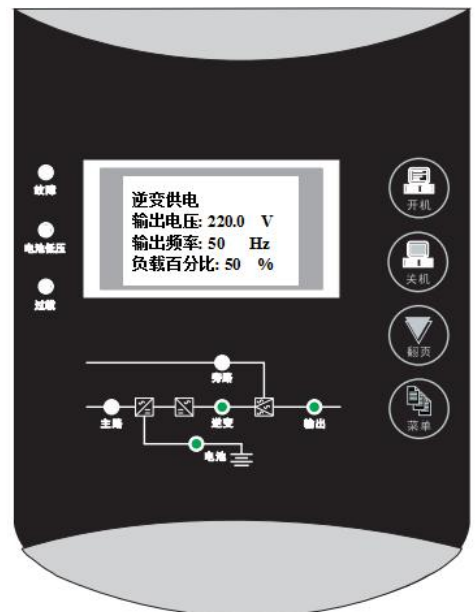 故障
电池低压
过载
逆变供电
输出电压: 220.0 V
输出频率: 50 Hz
负载百分比: 50 %
开机
关机
翻页
菜单
旁路
主路 逆变 输出
电池